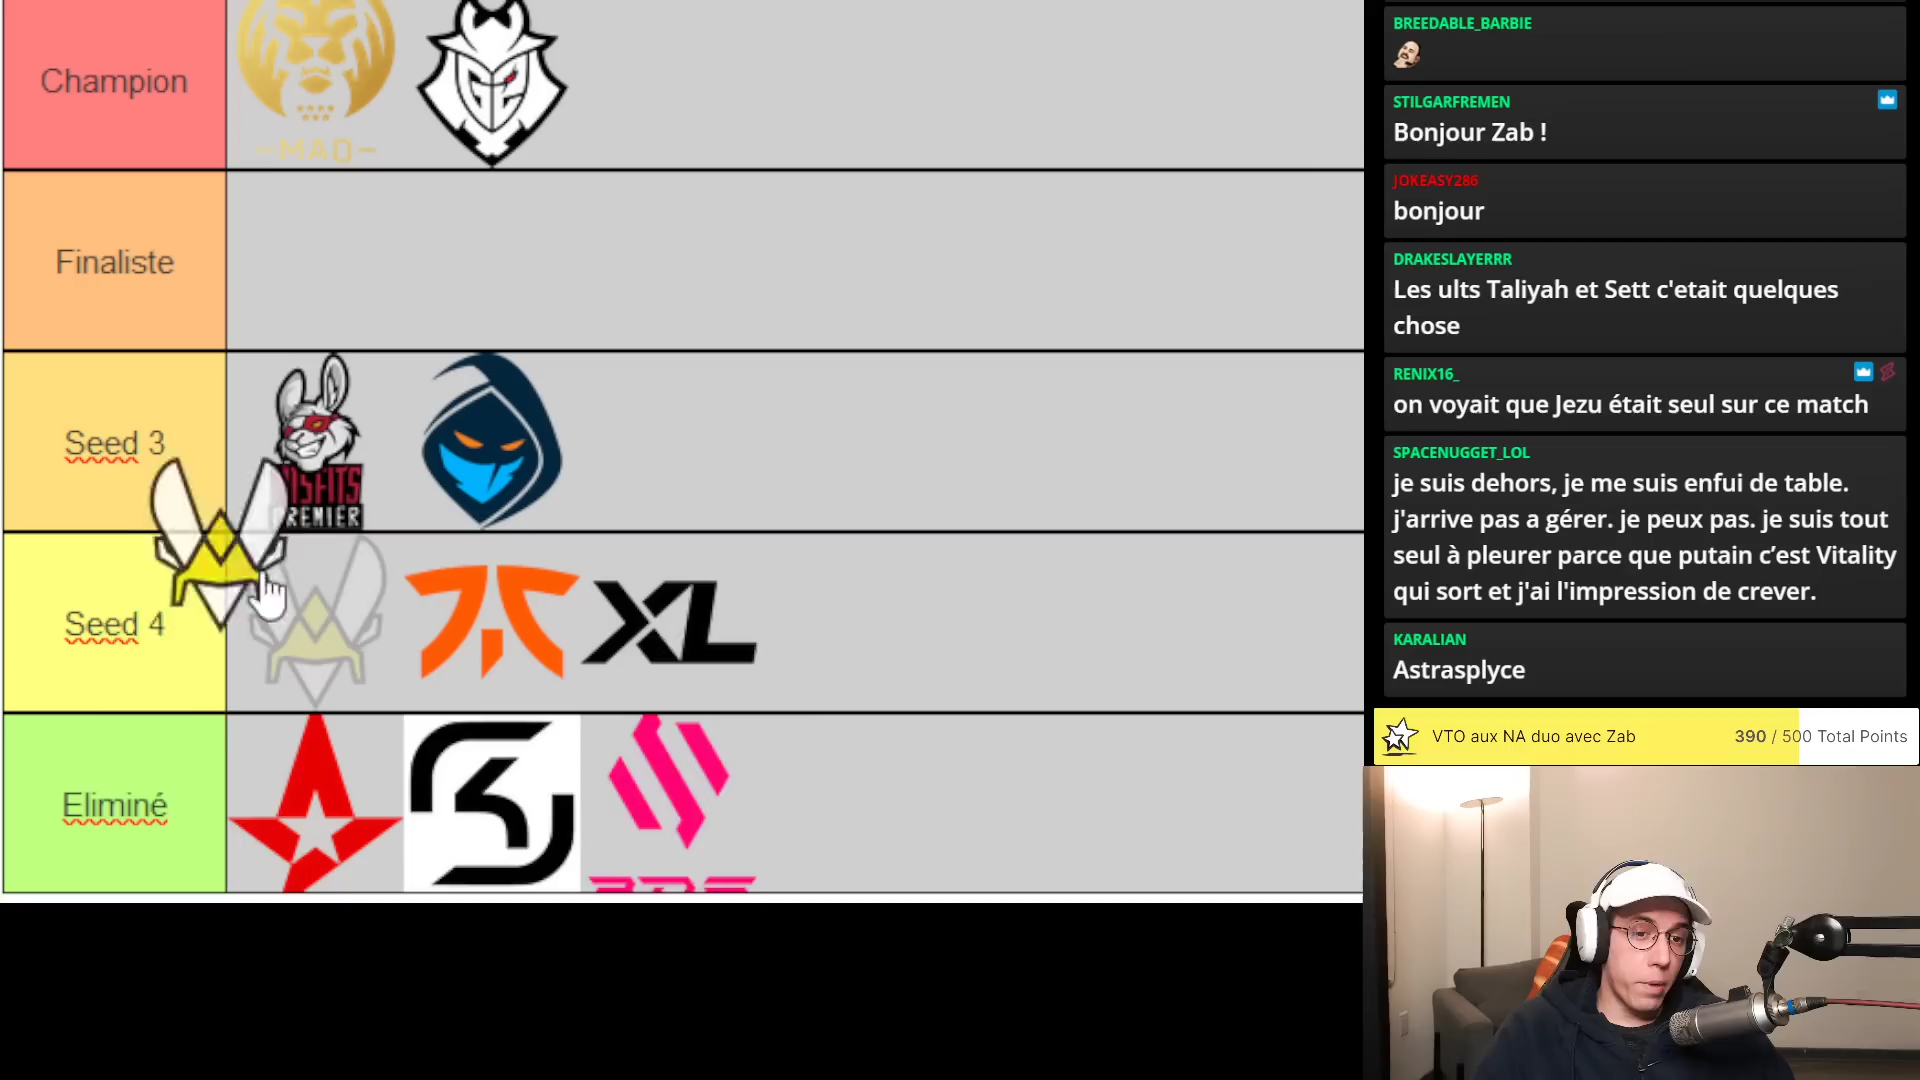 Champion
MAD
G2
Finaliste
Seed 3
MISFITS
PREMIER
Seed 4
XL
Eliminé
BREEDABLE_BARBIE
STILGARFREMEN
Bonjour Zab !
JOKEASY286
bonjour
DRAKESLAYERRR
Les ults Taliyah et Sett c'etait quelques
chose
RENIX16_
on voyait que Jezu était seul sur ce match
SPACENUGGET_LOL
je suis dehors, je me suis enfui de table.
j'arrive pas a gérer. je peux pas. je suis tout
seul à pleurer parce que putain c’est Vitality
qui sort et j'ai l'impression de crever.
KARALIAN
Astrasplyce
VTO aux NA duo avec Zab
390 / 500 Total Points